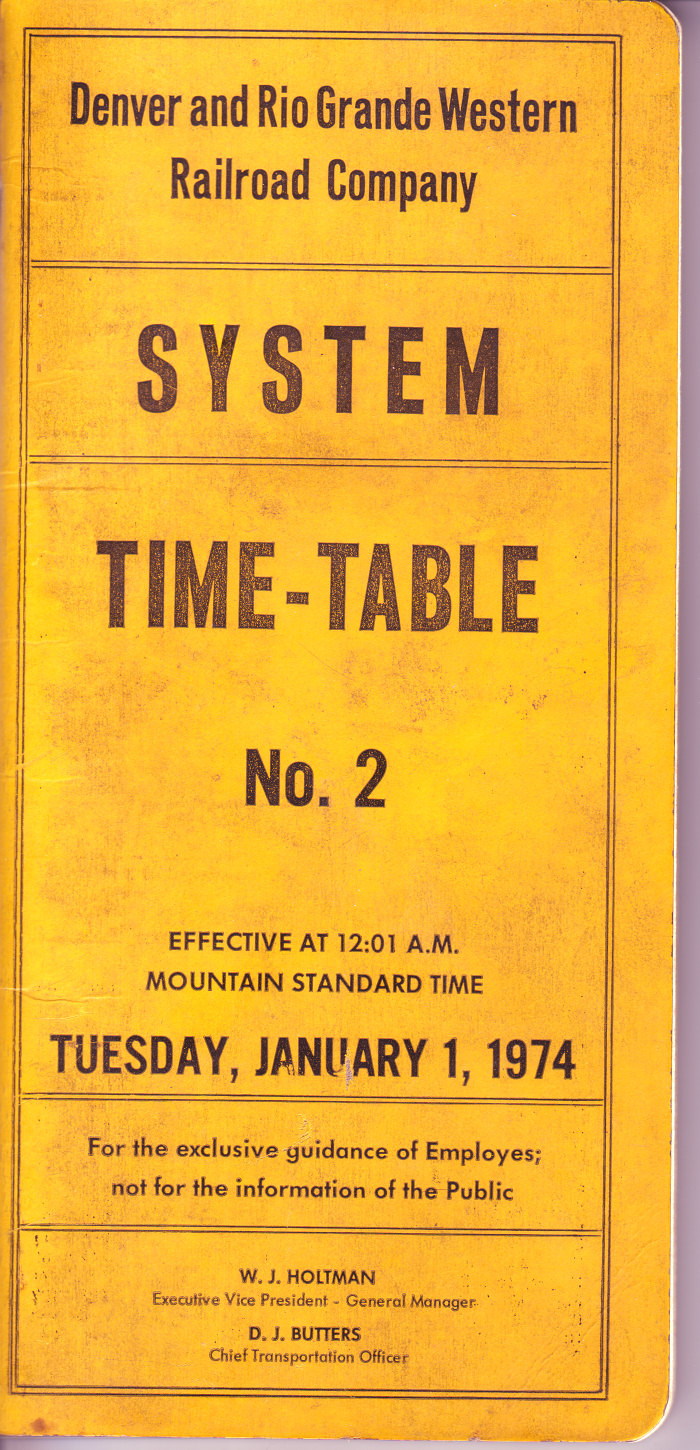 Denver and Rio Grande Western
Railroad Company
SYSTEM
TIME-TABLE
No. 2
EFFECTIVE AT 12:01 A.M.
MOUNTAIN STANDARD TIME
TUESDAY, JANUARY 1, 1974
For the exclusive guidance of Employes;
not for the information of the Public
W. J. HOLTMAN
Executive Vice President - General Manager
D. J. BUTTERS
Chief Transportation Officer